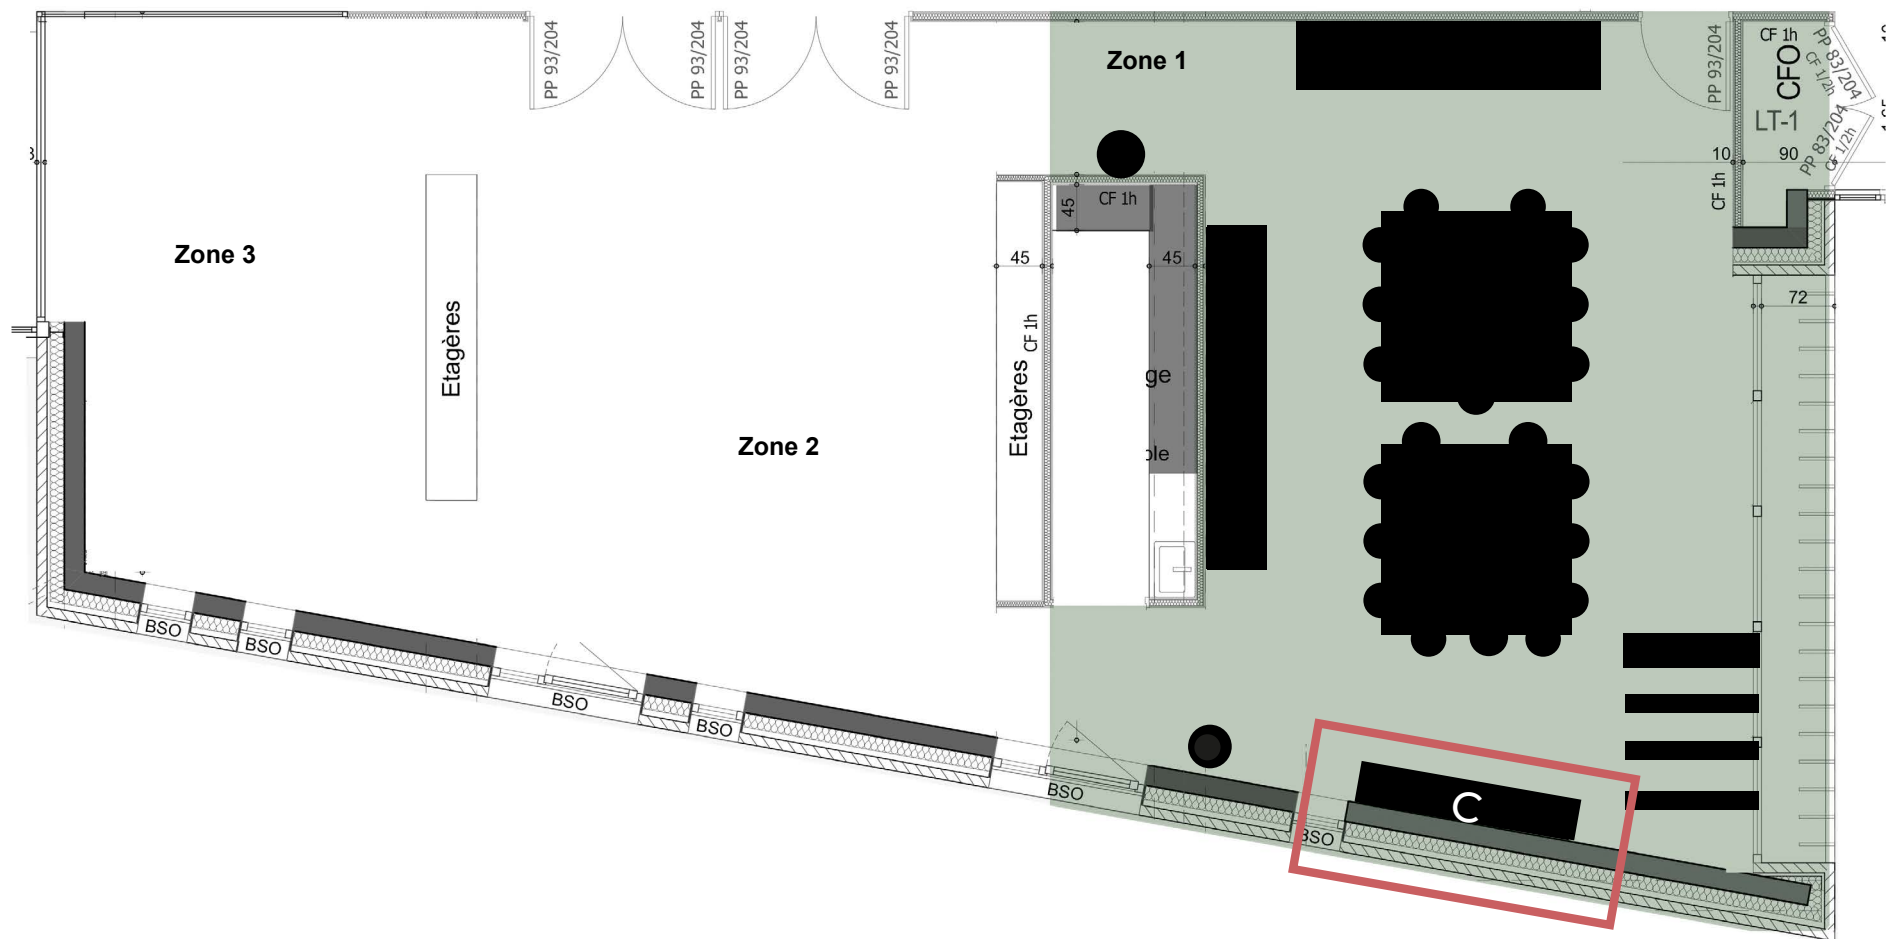 PP 93/204
PP 93/204
PP 93/204
Zone 1
PP 93/204
CF 1h
CFO
LT-1
PP 83/204
CF 1/2h
PP 83/204
CF 1/2h
10
90
CF 1h
45
CF 1h
Zone 3
45
45
72
Etagères
Etagères
CF 1h
ge
Zone 2
ble
BSO
BSO
BSO
BSO
BSO
BSO
C